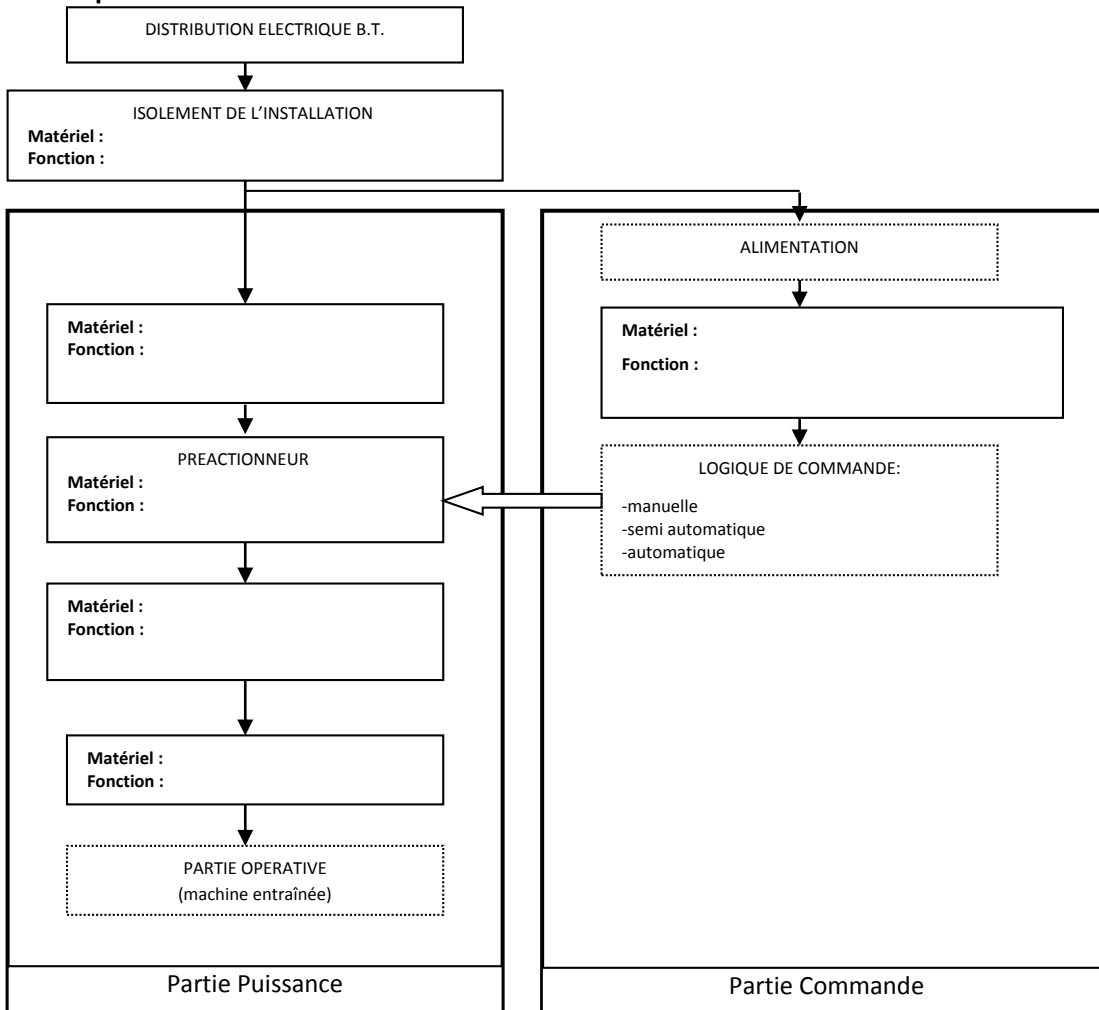 DISTRIBUTION ELECTRIQUE B.T.
ISOLEMENT DE L’INSTALLATION
Matériel :
Fonction :
Matériel :
Fonction :
PREACTIONNEUR
Matériel :
Fonction :
Matériel :
Fonction :
Matériel :
Fonction :
PARTIE OPERATIVE
(machine entraînée)
Partie Puissance
ALIMENTATION
Matériel :
Fonction :
LOGIQUE DE COMMANDE:
-manuelle
-semi automatique
-automatique
Partie Commande